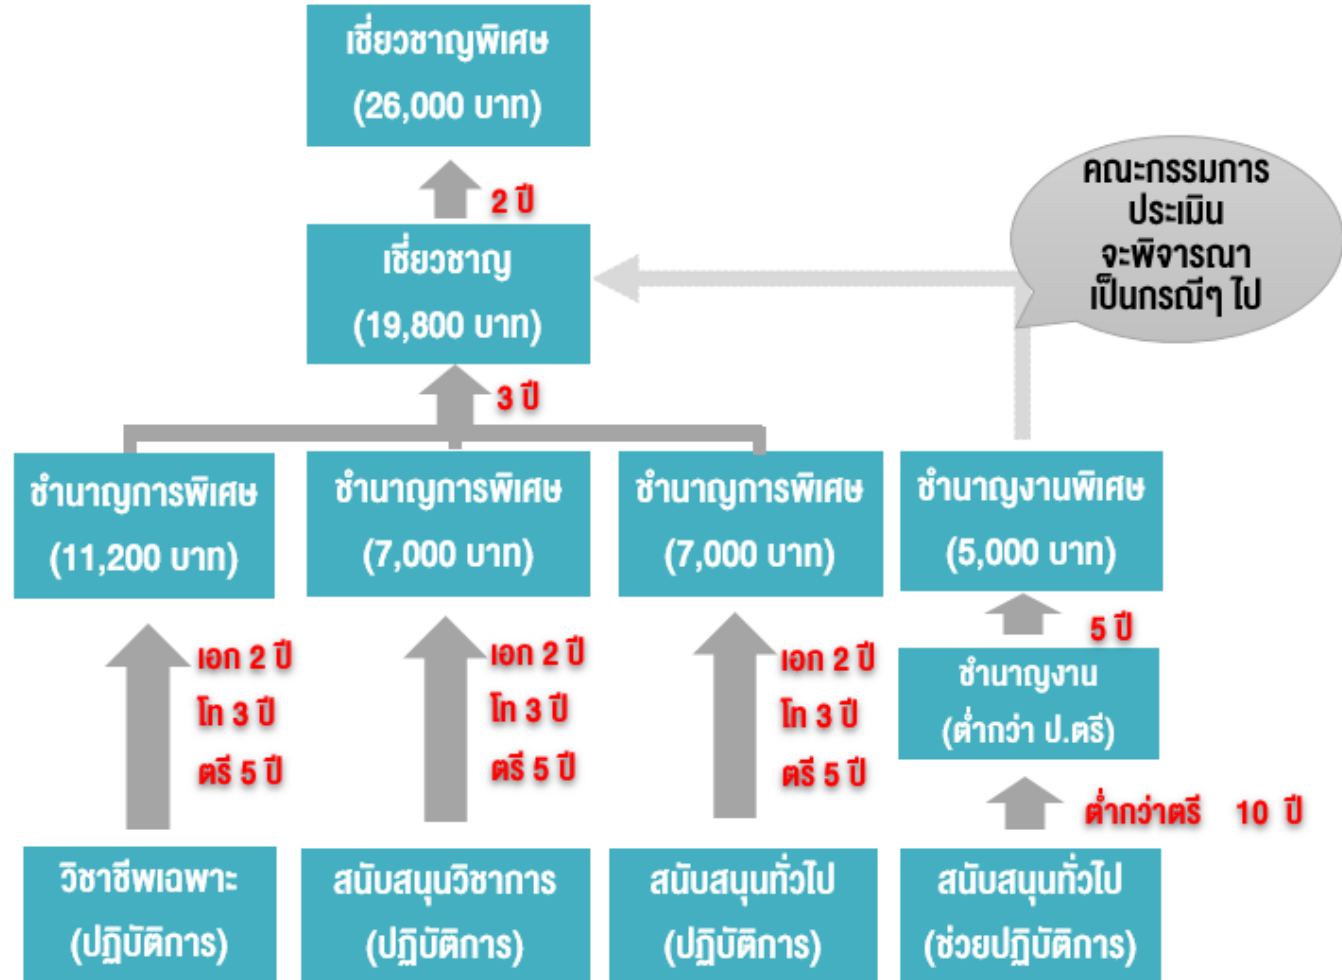 เชี่ยวชาญพิเศษ
(26,000 บาท)
2 ปี
คณะกรรมการ
ประเมิน
จะพิจารณา
เป็นกรณีๆ ไป
เชี่ยวชาญ
(19,800 บาท)
3 ปี
ชำนาญการพิเศษ
(11,200 บาท)
ชำนาญการพิเศษ
(7,000 บาท)
ชำนาญการพิเศษ
(7,000 บาท)
ชำนาญงานพิเศษ
(5,000 บาท)
เอก 2 ปี
โท 3 ปี
ตรี 5 ปี
เอก 2 ปี
โท 3 ปี
ตรี 5 ปี
เอก 2 ปี
โท 3 ปี
ตรี 5 ปี
5 ปี
ชำนาญงาน
(ต่ำกว่า ป.ตรี)
ต่ำกว่าตรี 10 ปี
วิชาชีพเฉพาะ
(ปฏิบัติการ)
สนับสนุนวิชาการ
(ปฏิบัติการ)
สนับสนุนทั่วไป
(ปฏิบัติการ)
สนับสนุนทั่วไป
(ช่วยปฏิบัติการ)